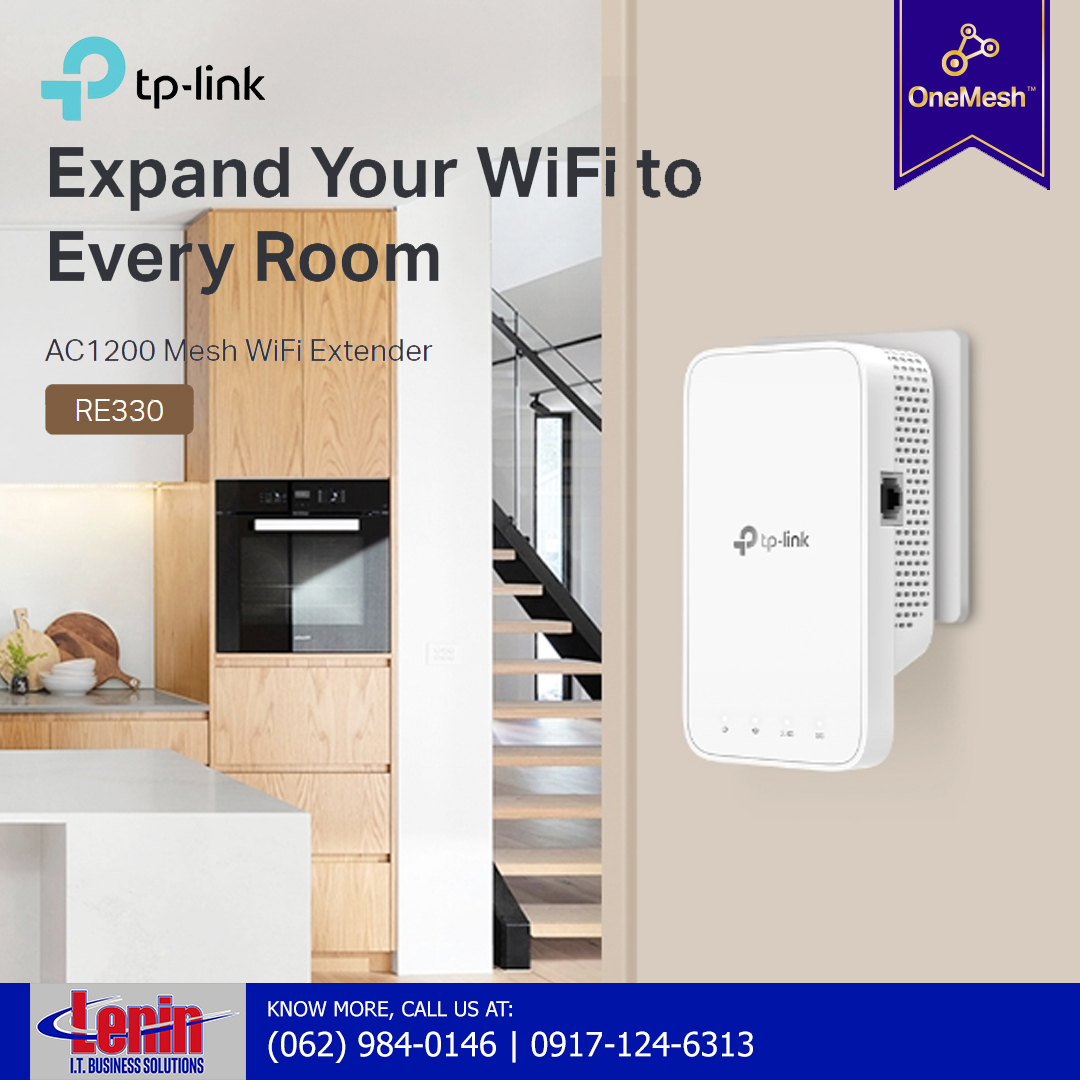 tp-link
OneMesh™
Expand Your WiFi to
Every Room
AC1200 Mesh WiFi Extender
RE330
tp-link
Lenin
I.T. BUSINESS SOLUTIONS
KNOW MORE, CALL US AT:
(062) 984-0146 | 0917-124-6313